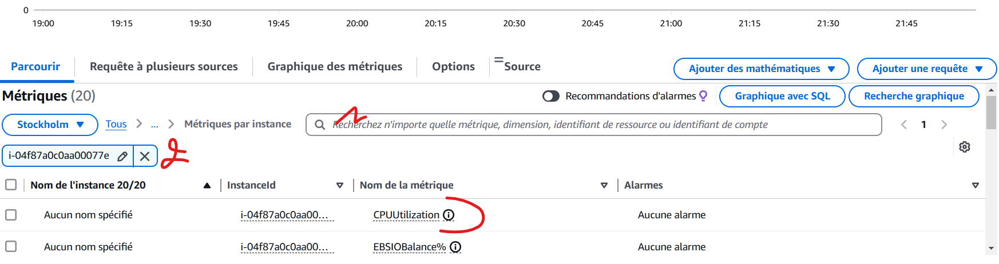 0
19:00 19:15 19:30 19:45 20:00 20:15 20:30 20:45 21:00 21:15 21:30 21:45
Parcourir Requête à plusieurs sources Graphique des métriques Options Source Ajouter des mathématiques Ajouter une requête
Métriques (20) Recommandations d'alarmes Graphique avec SQL Recherche graphique
Stockholm Tous ... Métriques par instance Recherchez n'importe quelle métrique, dimension, identifiant de ressource ou identifiant de compte 1
i-04f87a0c0aa00077e 2
Nom de l'instance 20/20 InstanceId Nom de la métrique Alarmes
Aucun nom spécifié i-04f87a0c0aa00... CPUUtilization Aucune alarme
Aucun nom spécifié i-04f87a0c0aa00... EBSIOBalance% Aucune alarme